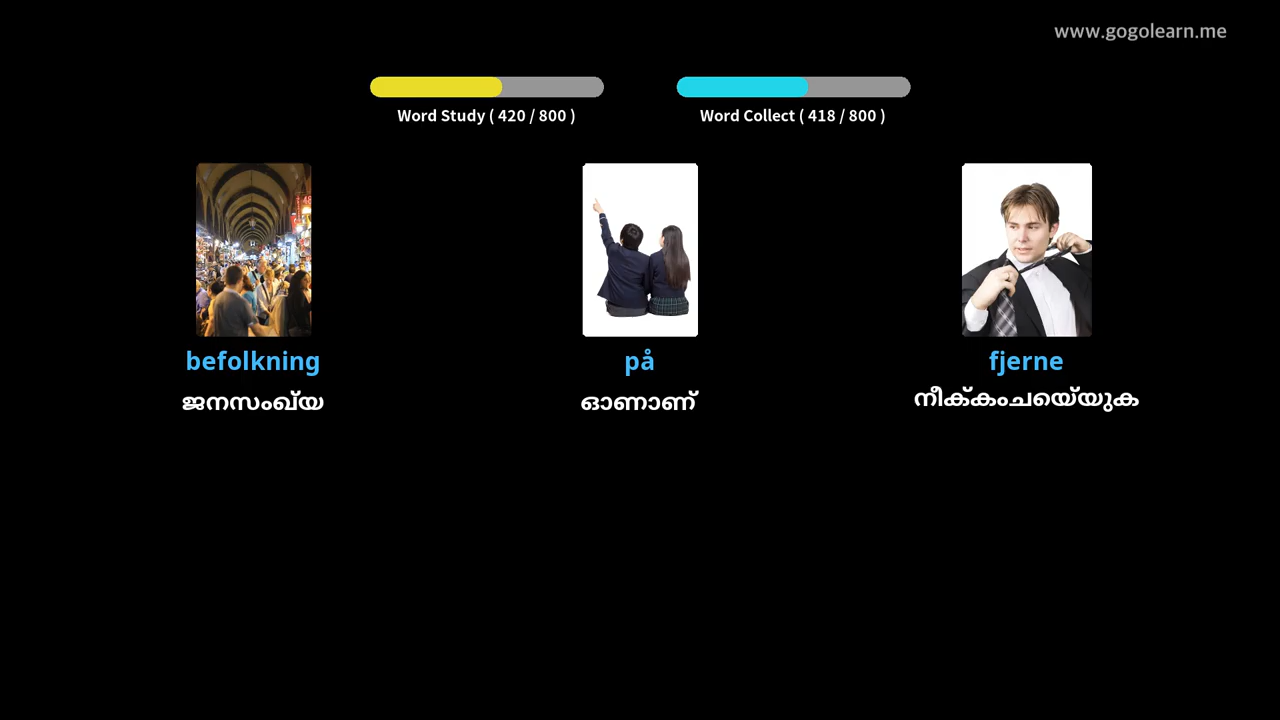 www.gogolearn.me
Word Study ( 420 / 800 )
Word Collect ( 418 / 800 )
befolkning
på
fjerne
ജനസംഖ്യ
ഓണാണ്
നീക്കംചെയ്യുക